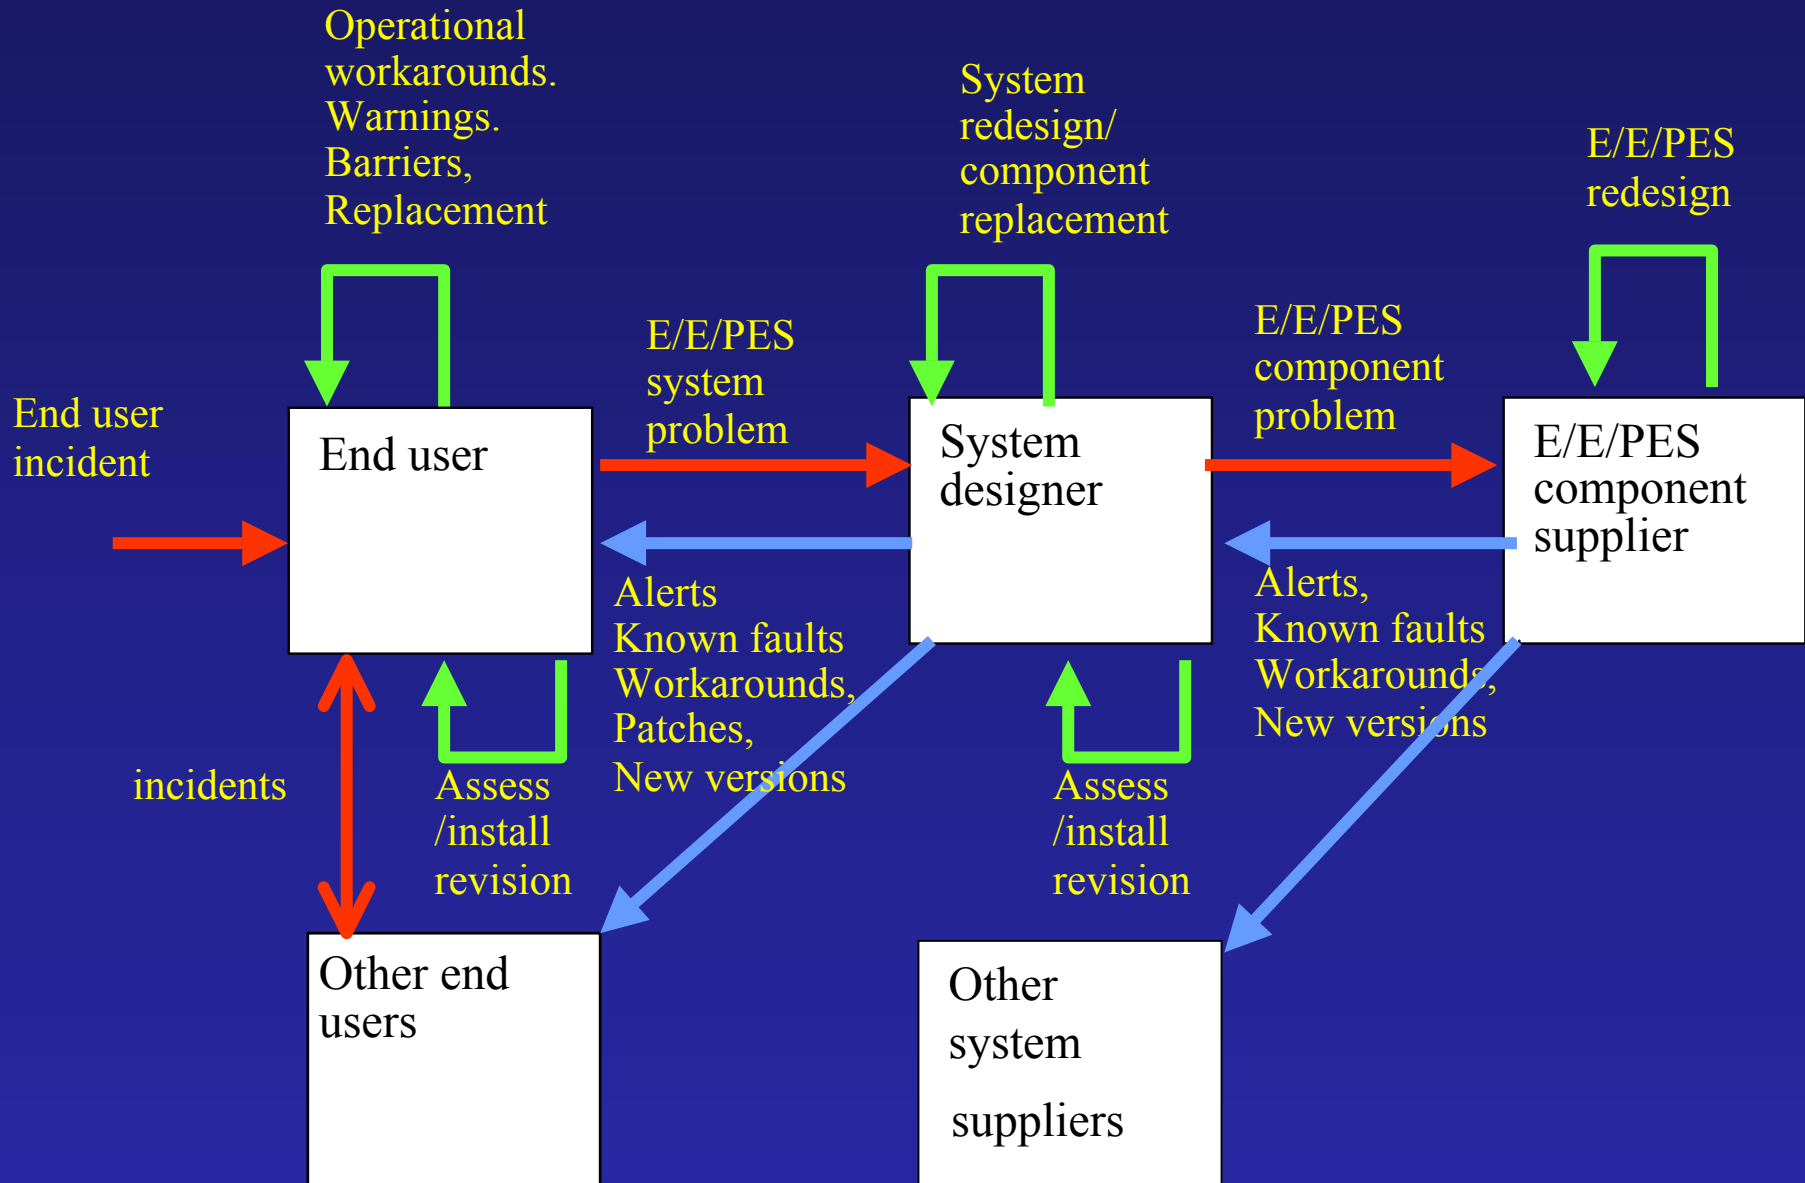 Operational
workarounds.
Warnings.
Barriers,
Replacement
System
redesign/
component
replacement
E/E/PES
redesign
End user
incident
End user
E/E/PES
system
problem
System
designer
E/E/PES
component
problem
E/E/PES
component
supplier
Alerts
Known faults
Workarounds,
Patches,
New versions
Alerts,
Known faults
Workarounds,
New versions
incidents
Assess
/install
revision
Assess
/install
revision
Other end
users
Other
system
suppliers